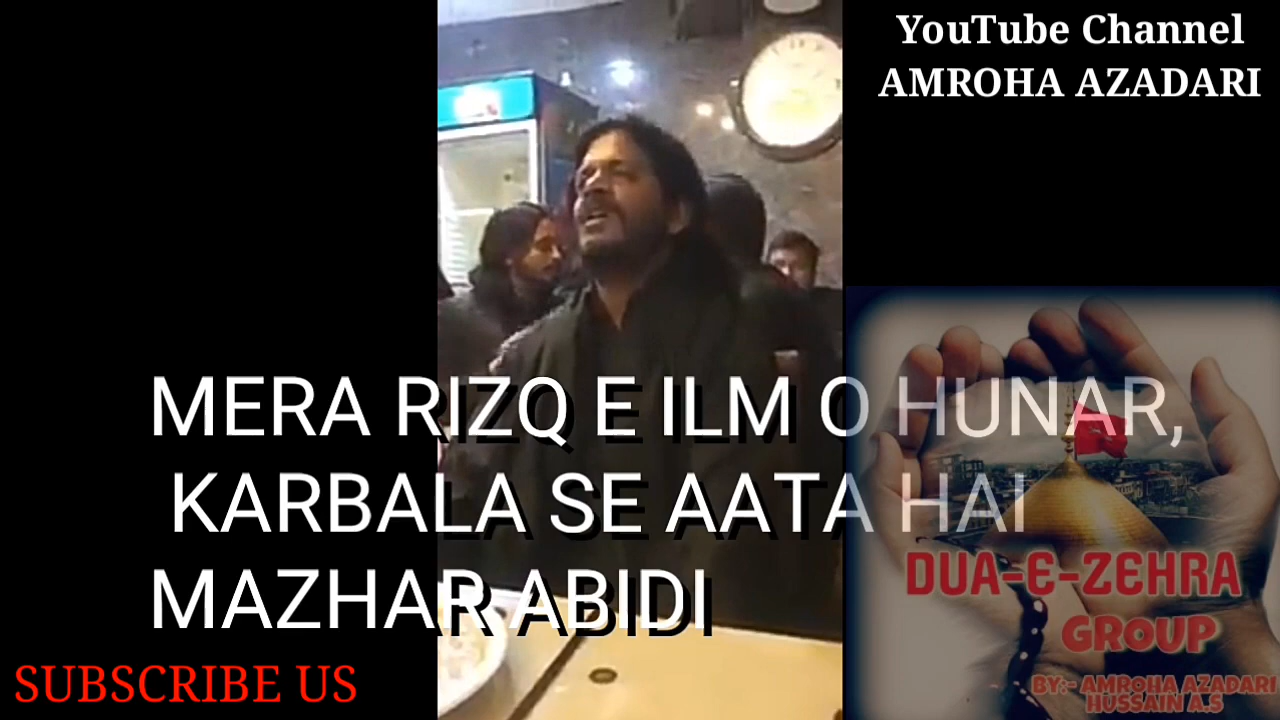 YouTube Channel
AMROHA AZADARI
MERA RIZQ E ILM O HUNAR,
KARBALA SE AATA HAI
MAZHAR ABIDI
DUA-E-ZEHRA
GROUP
BY:- AMROHA AZADARI
HUSSAIN A.S
SUBSCRIBE US